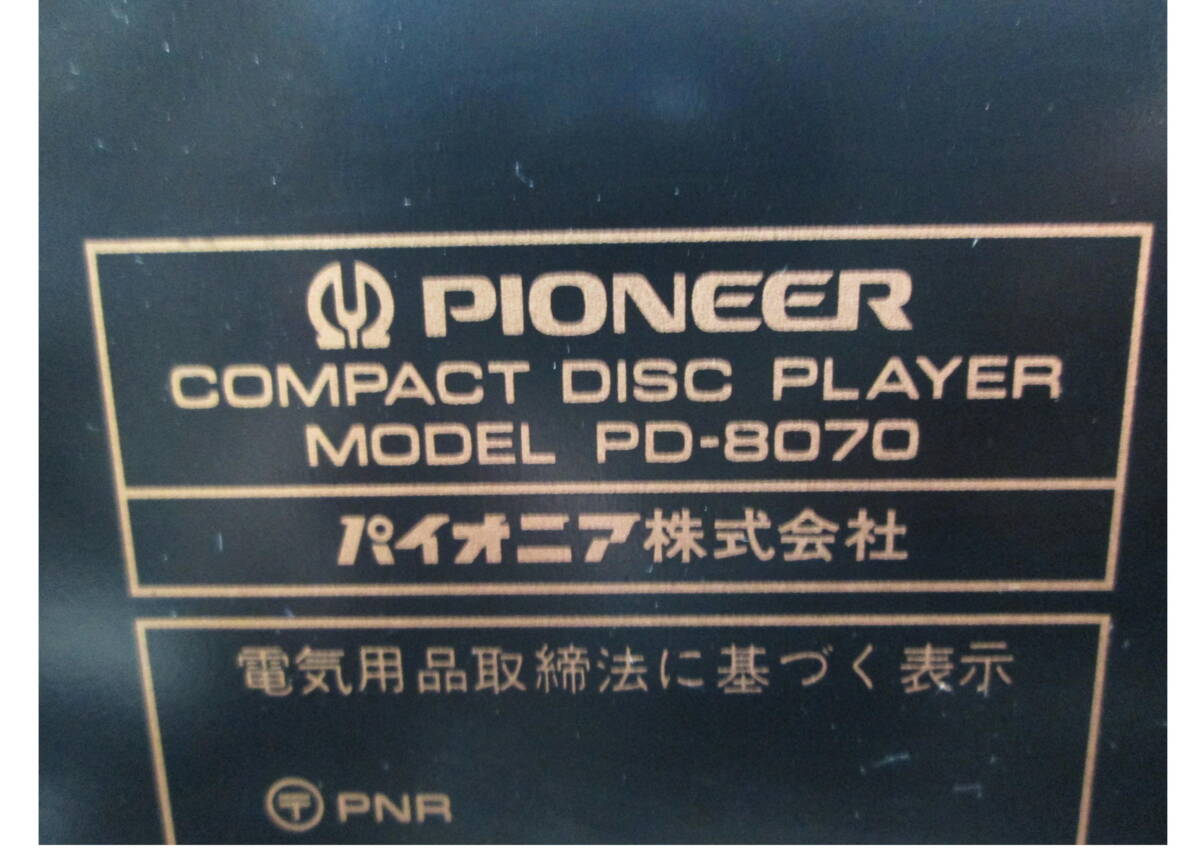 PIONEER
COMPACT DISC PLAYER
MODEL PD-8070
パイオニア株式会社
電気用品取締法に基づく表示
〒 PNR